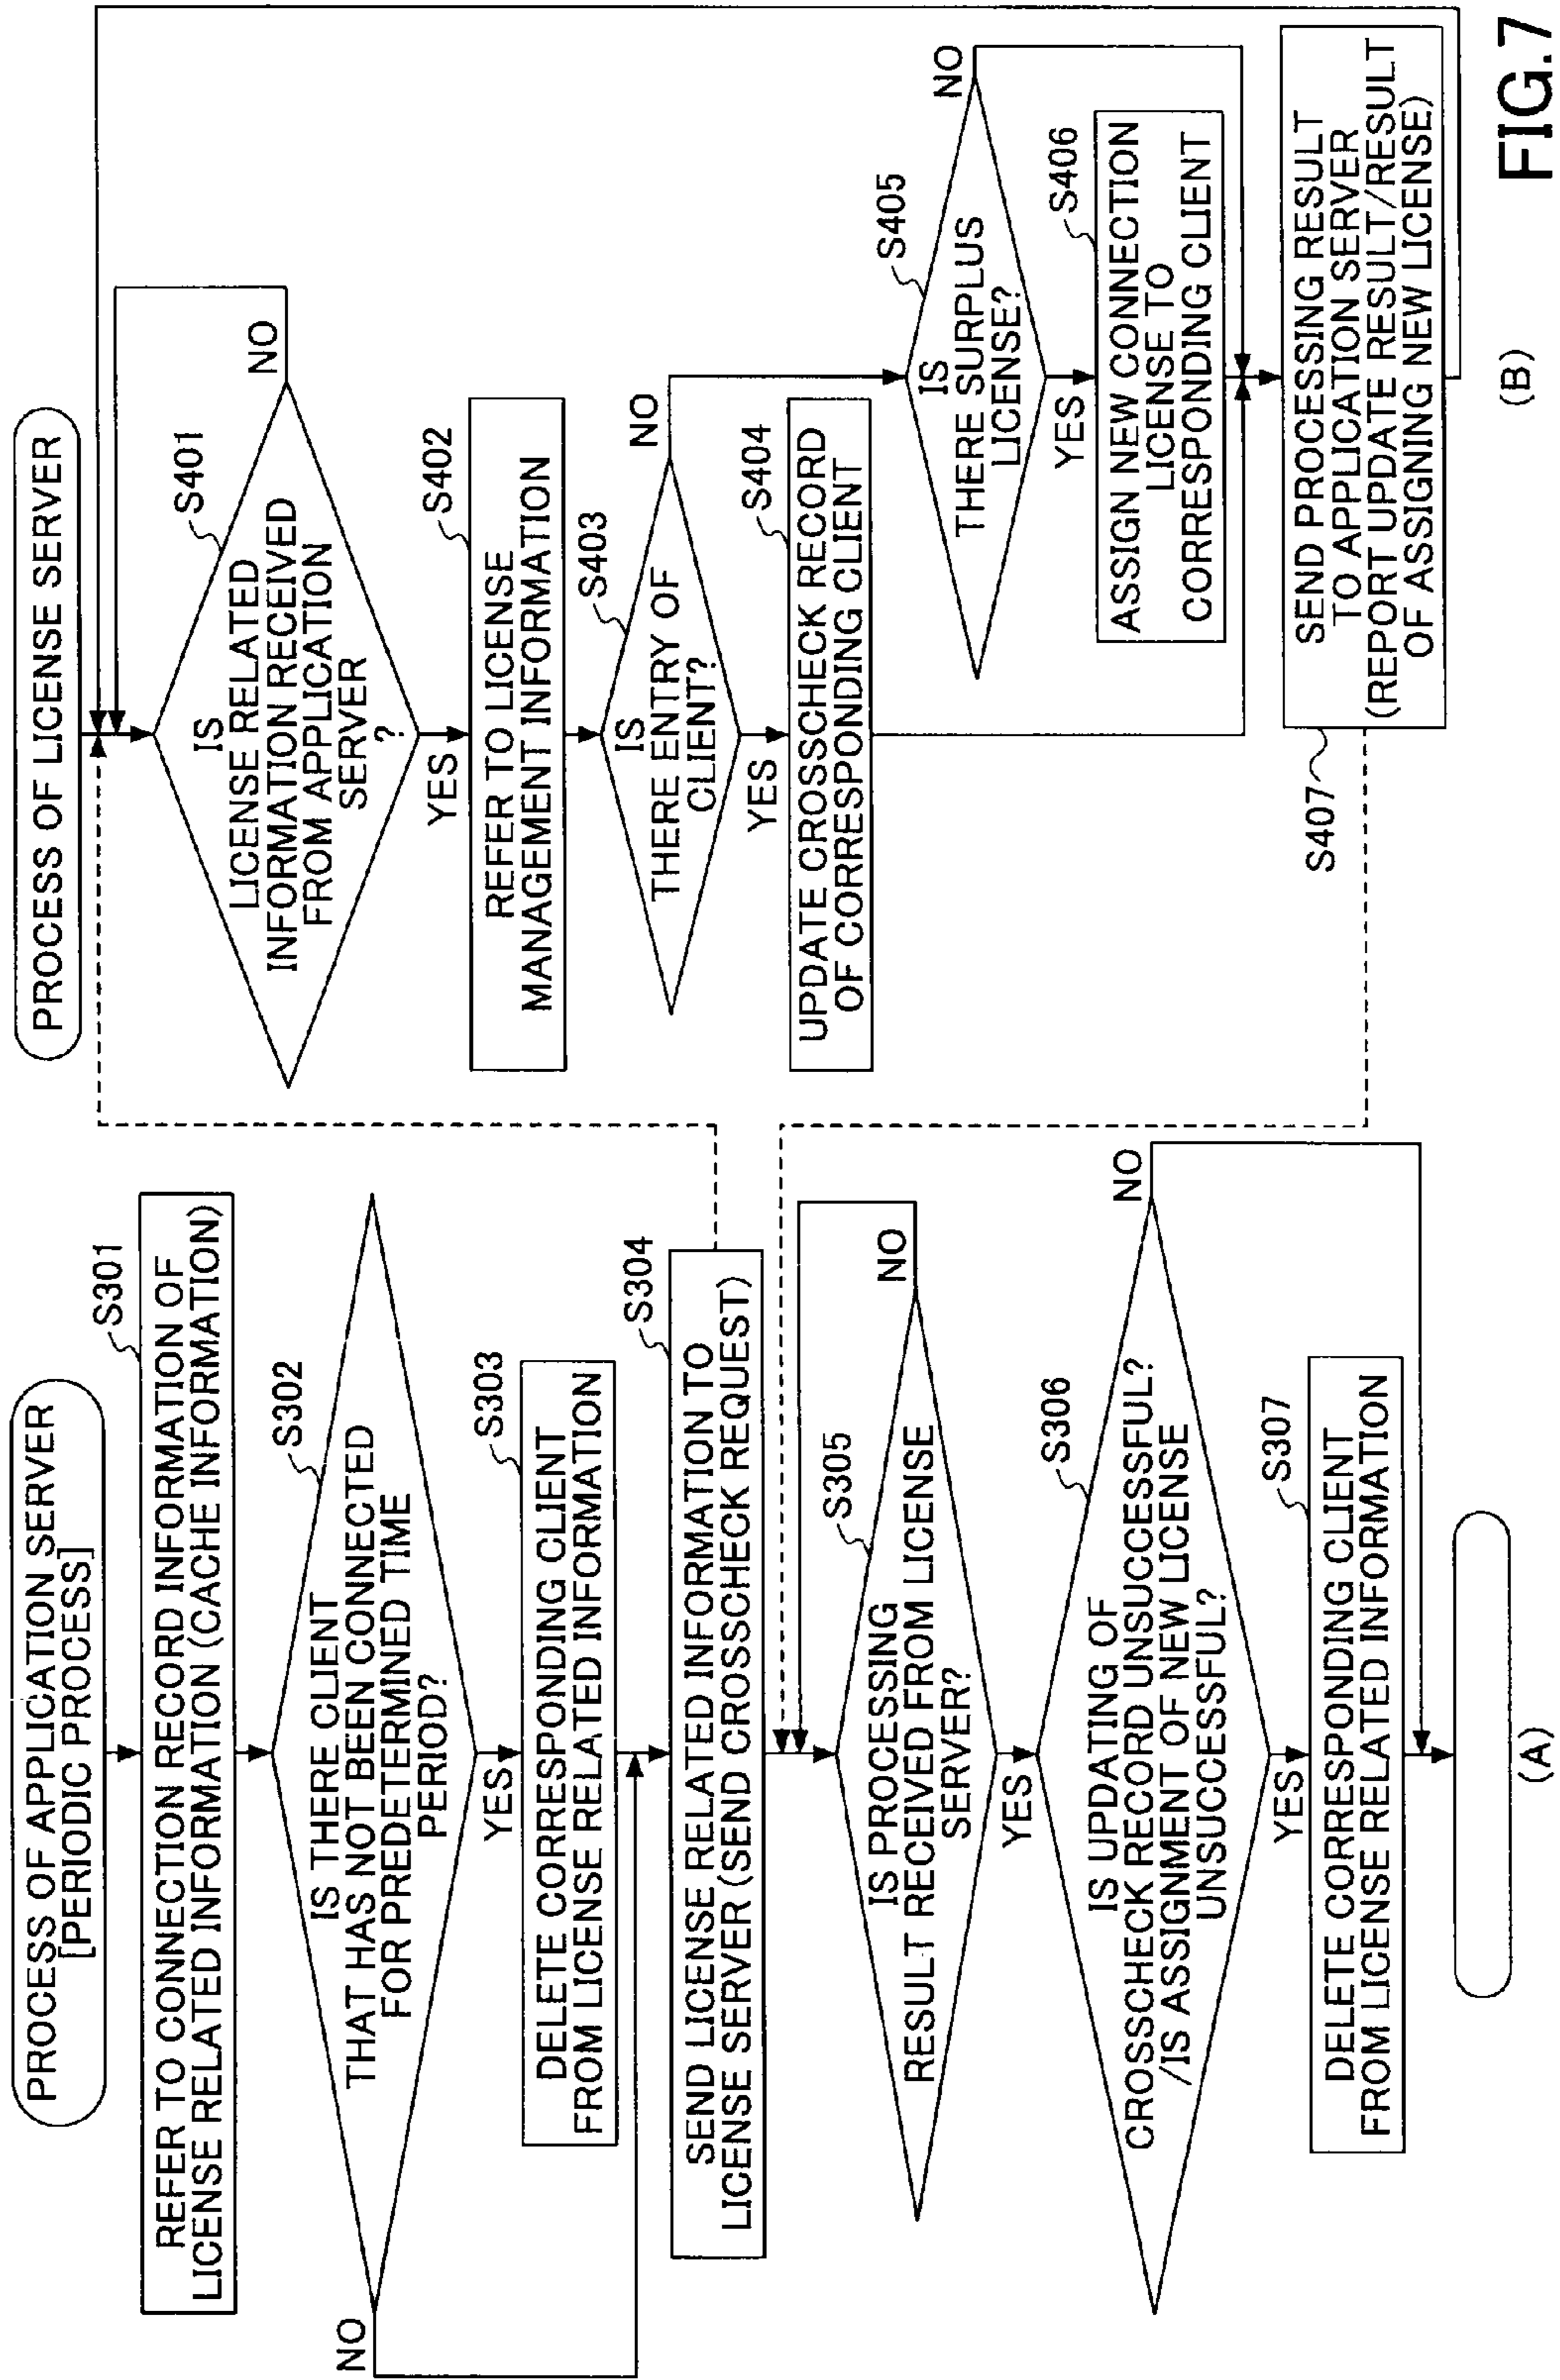 PROCESS OF APPLICATION SERVER
[PERIODIC PROCESS]
S301
REFER TO CONNECTION RECORD INFORMATION OF
LICENSE RELATED INFORMATION (CACHE INFORMATION)
S302
IS THERE CLIENT
THAT HAS NOT BEEN CONNECTED
FOR PREDETERMINED TIME
PERIOD?
NO
YES
S303
DELETE CORRESPONDING CLIENT
FROM LICENSE RELATED INFORMATION
S304
SEND LICENSE RELATED INFORMATION TO
LICENSE SERVER (SEND CROSSCHECK REQUEST)
S305
IS PROCESSING
RESULT RECEIVED FROM LICENSE
SERVER?
NO
YES
S306
IS UPDATING OF
CROSSCHECK RECORD UNSUCCESSFUL?
/IS ASSIGNMENT OF NEW LICENSE
UNSUCCESSFUL?
NO
YES
S307
DELETE CORRESPONDING CLIENT
FROM LICENSE RELATED INFORMATION
(A)
PROCESS OF LICENSE SERVER
S401
IS
LICENSE RELATED
INFORMATION RECEIVED
FROM APPLICATION
SERVER
?
NO
YES
S402
REFER TO LICENSE
MANAGEMENT INFORMATION
S403
IS
THERE ENTRY OF
CLIENT?
NO
YES
S404
UPDATE CROSSCHECK RECORD
OF CORRESPONDING CLIENT
S405
IS
THERE SURPLUS
LICENSE?
NO
YES
S406
ASSIGN NEW CONNECTION
LICENSE TO
CORRESPONDING CLIENT
S407
SEND PROCESSING RESULT
TO APPLICATION SERVER
(REPORT UPDATE RESULT/RESULT
OF ASSIGNING NEW LICENSE)
(B)
FIG.7